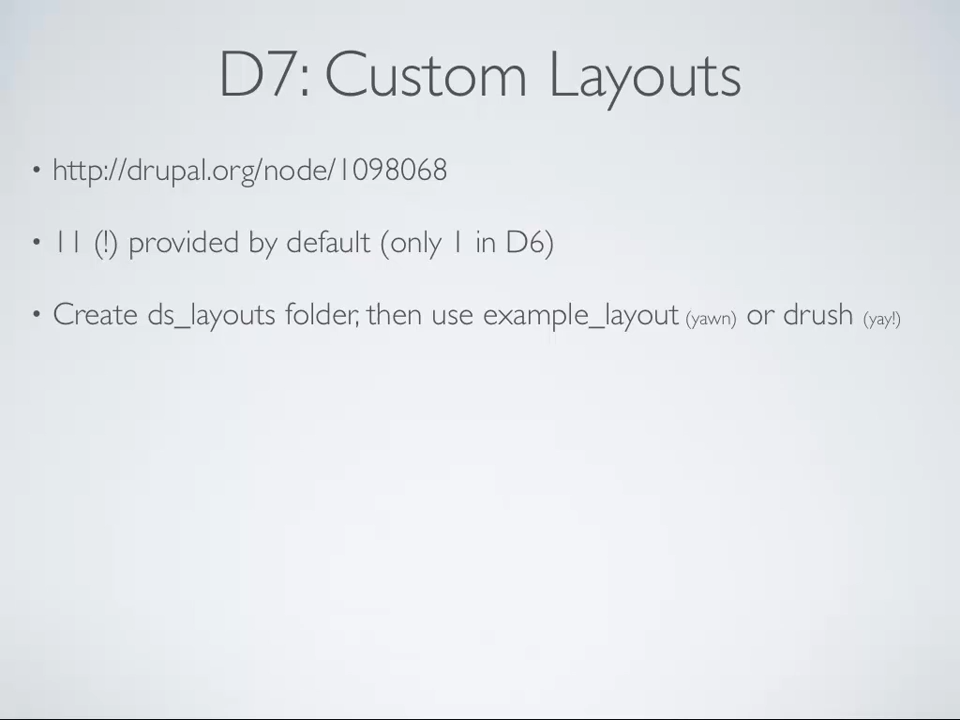 D7: Custom Layouts
• http://drupal.org/node/1098068
• 11 (!) provided by default (only 1 in D6)
• Create ds_layouts folder, then use example_layout (yawn) or drush (yay!)